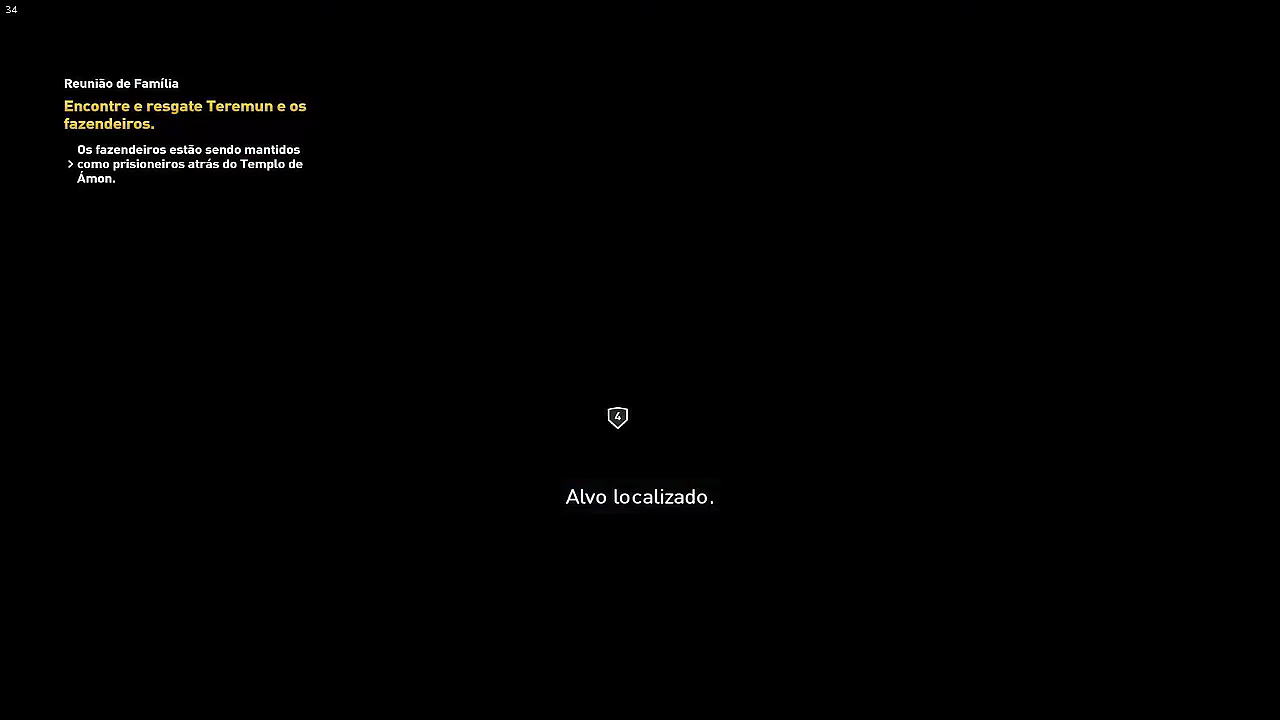 34
Reunião de Família
Encontre e resgate Teremun e os
fazendeiros.
Os fazendeiros estão sendo mantidos
> como prisioneiros atrás do Templo de
Ámon.
4
Alvo localizado.